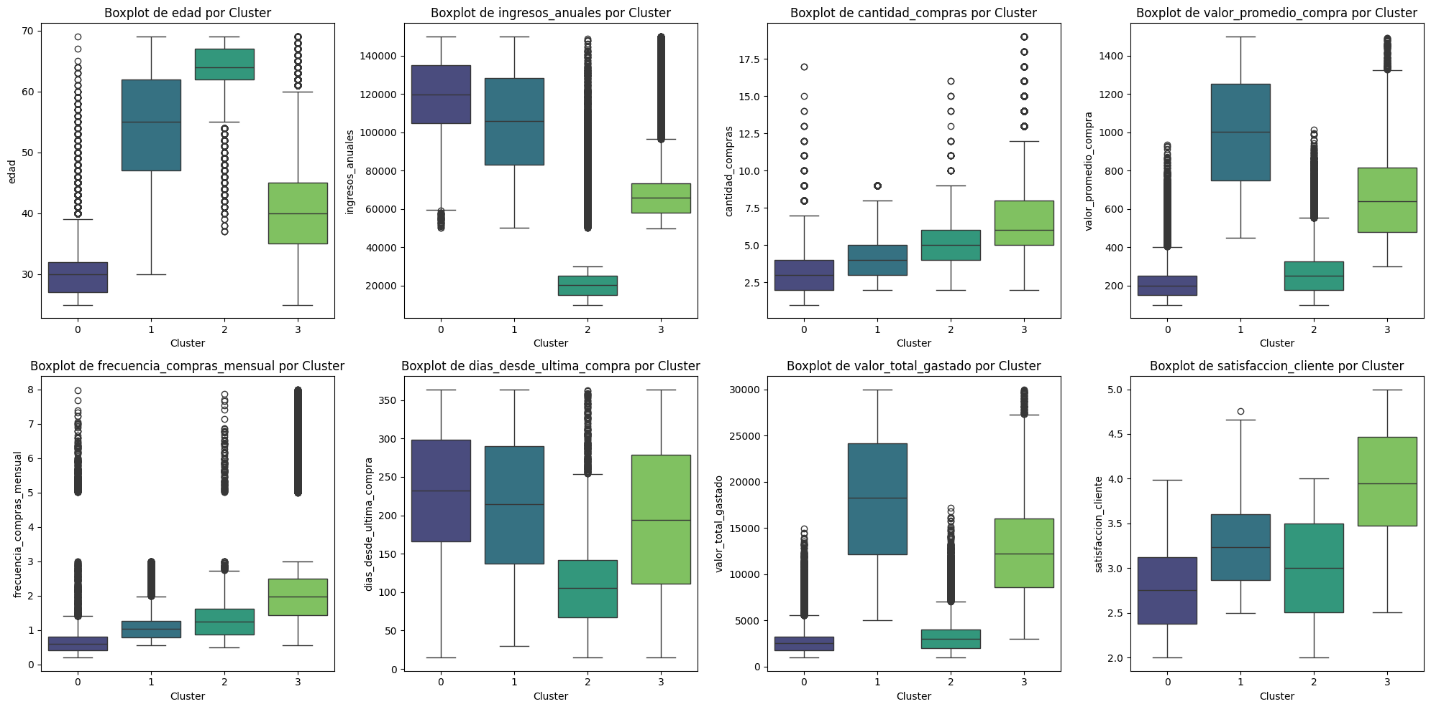 Boxplot de edad por Cluster
edad
70
60
50
40
30
0 1 2 3
Cluster
Boxplot de ingresos_anuales por Cluster
ingresos_anuales
140000
120000
100000
80000
60000
40000
20000
0 1 2 3
Cluster
Boxplot de cantidad_compras por Cluster
cantidad_compras
17.5
15.0
12.5
10.0
7.5
5.0
2.5
0 1 2 3
Cluster
Boxplot de valor_promedio_compra por Cluster
valor_promedio_compra
1400
1200
1000
800
600
400
200
0 1 2 3
Cluster
Boxplot de frecuencia_compras_mensual por Cluster
frecuencia_compras_mensual
8
7
6
5
4
3
2
1
0
0 1 2 3
Cluster
Boxplot de dias_desde_ultima_compra por Cluster
dias_desde_ultima_compra
350
300
250
200
150
100
50
0
0 1 2 3
Cluster
Boxplot de valor_total_gastado por Cluster
valor_total_gastado
30000
25000
20000
15000
10000
5000
0
0 1 2 3
Cluster
Boxplot de satisfaccion_cliente por Cluster
satisfaccion_cliente
5.0
4.5
4.0
3.5
3.0
2.5
2.0
0 1 2 3
Cluster